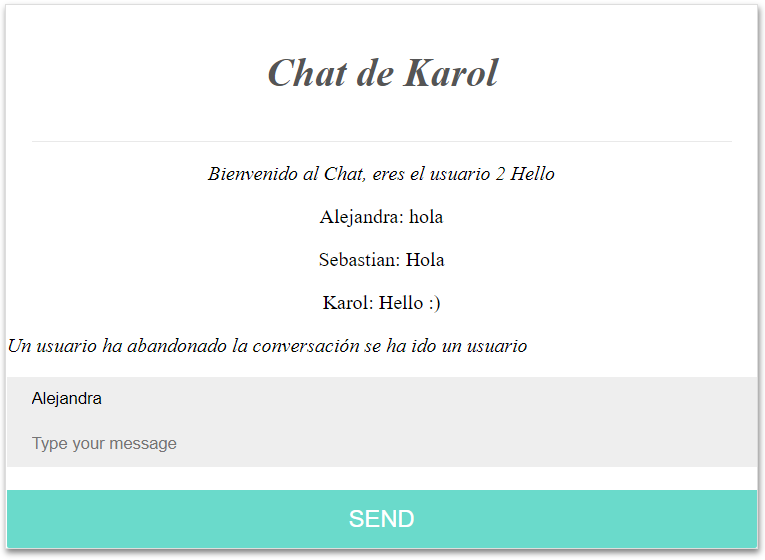 Chat de Karol
Bienvenido al Chat, eres el usuario 2 Hello
Alejandra: hola
Sebastian: Hola
Karol: Hello :)
Un usuario ha abandonado la conversación se ha ido un usuario
Alejandra
Type your message
SEND